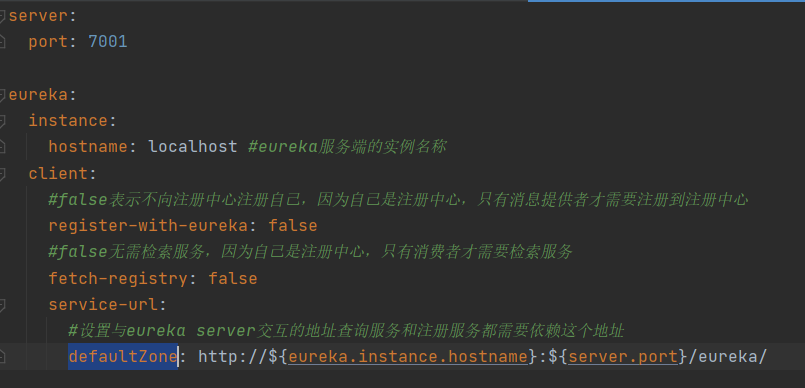 server:
  port: 7001
eureka:
  instance:
    hostname: localhost #eureka服务端的实例名称
  client:
    #false表示不向注册中心注册自己，因为自己是注册中心，只有消息提供者才需要注册到注册中心
    register-with-eureka: false
    #false无需检索服务，因为自己是注册中心，只有消费者才需要检索服务
    fetch-registry: false
    service-url:
      #设置与eureka server交互的地址查询服务和注册服务都需要依赖这个地址
      defaultZone: http://${eureka.instance.hostname}:${server.port}/eureka/